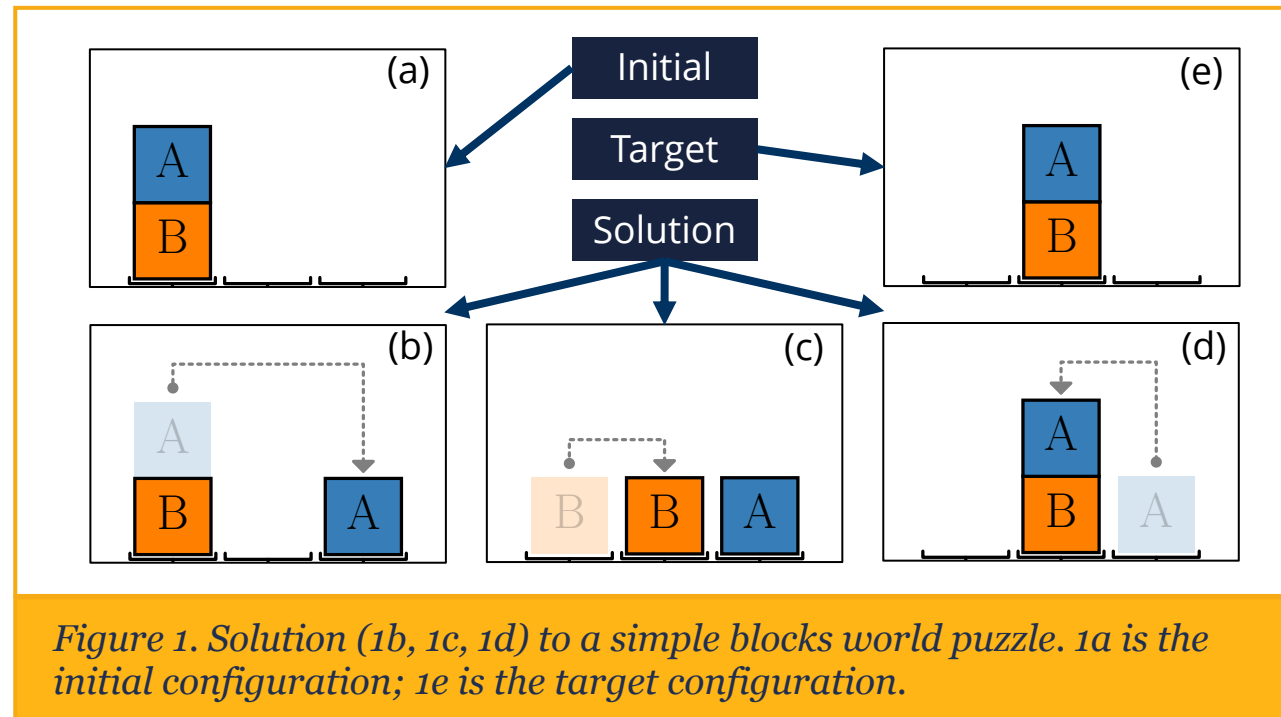 (a)
A
B
Initial
Target
Solution
(e)
A
B
(b)
A
B
A
(c)
B
B
A
(d)
A
B
A
Figure 1. Solution (1b, 1c, 1d) to a simple blocks world puzzle. 1a is the
initial configuration; 1e is the target configuration.